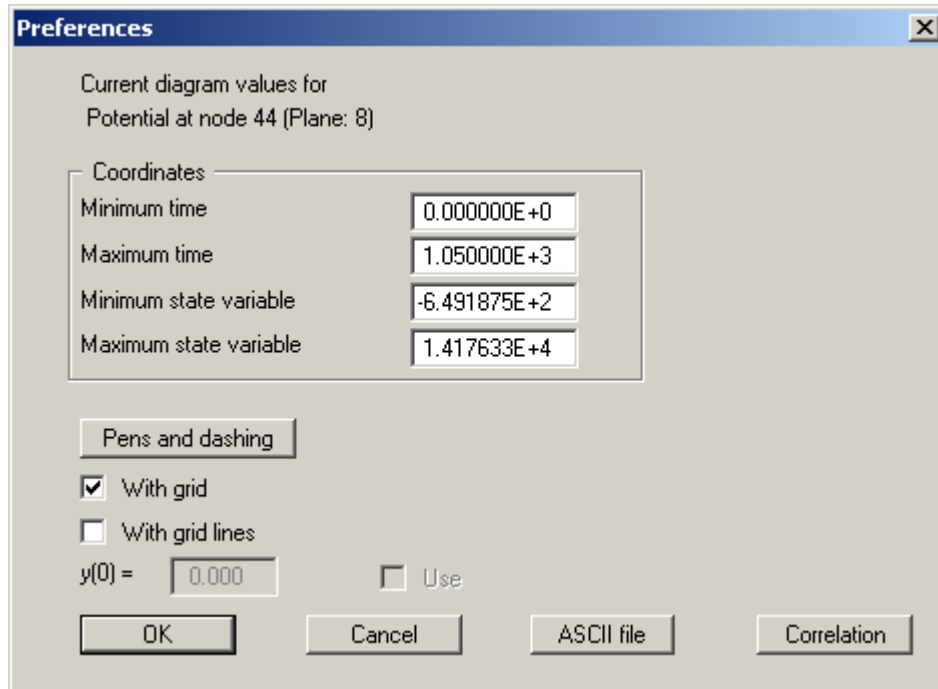 Preferences
Current diagram values for
Potential at node 44 (Plane: 8)
Coordinates
Minimum time 0.000000E+0
Maximum time 1.050000E+3
Minimum state variable -6.491875E+2
Maximum state variable 1.417633E+4
Pens and dashing
With grid
With grid lines
y(0) = 0.000 Use
OK Cancel ASCII file Correlation